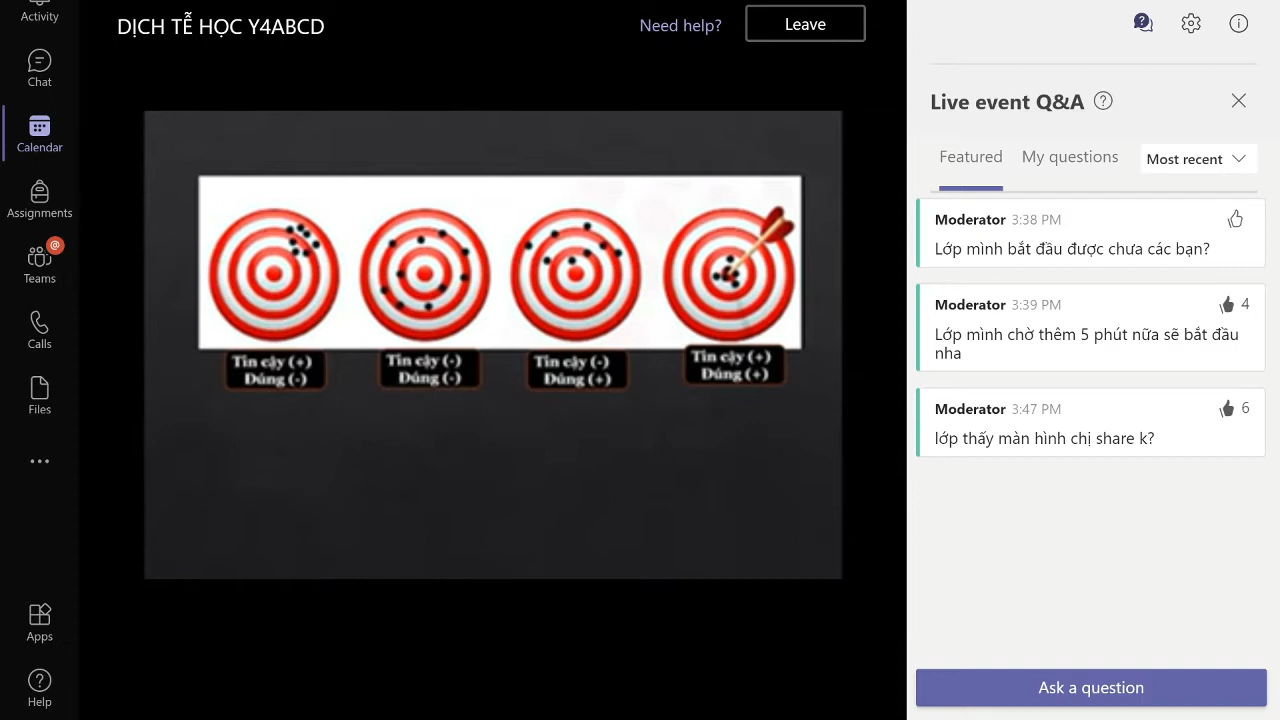 Activity
Chat
Calendar
Assignments
@
Teams
Calls
Files
Apps
Help
DỊCH TỄ HỌC Y4ABCD
Need help?
Leave
Tin cậy (+)
Đúng (-)
Tin cậy (-)
Đúng (-)
Tin cậy (-)
Đúng (+)
Tin cậy (+)
Đúng (+)
Live event Q&A
Featured
My questions
Most recent
Moderator 3:38 PM
Lớp mình bắt đầu được chưa các bạn?
Moderator 3:39 PM 4
Lớp mình chờ thêm 5 phút nữa sẽ bắt đầu
nha
Moderator 3:47 PM 6
lớp thấy màn hình chị share k?
Ask a question